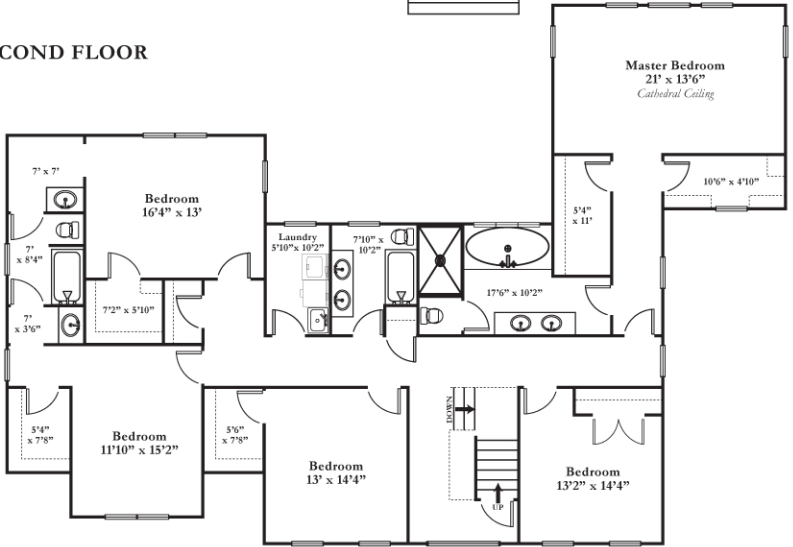 COND FLOOR
Master Bedroom
21’ x 13’6”
Cathedral Ceiling
7’ x 7’
Bedroom
16’4” x 13’
10’6” x 4’10”
5’4”
x 11’
Laundry
5’10”x 10’2”
7’10” x
10’2”
7’
x 8’4”
17’6” x 10’2”
7’2” x 5’10”
7’
x 3’6”
DOWN
5’4”
x 7’8”
Bedroom
11’10” x 15’2”
5’6”
x 7’8”
Bedroom
13’ x 14’4”
UP
Bedroom
13’2” x 14’4”